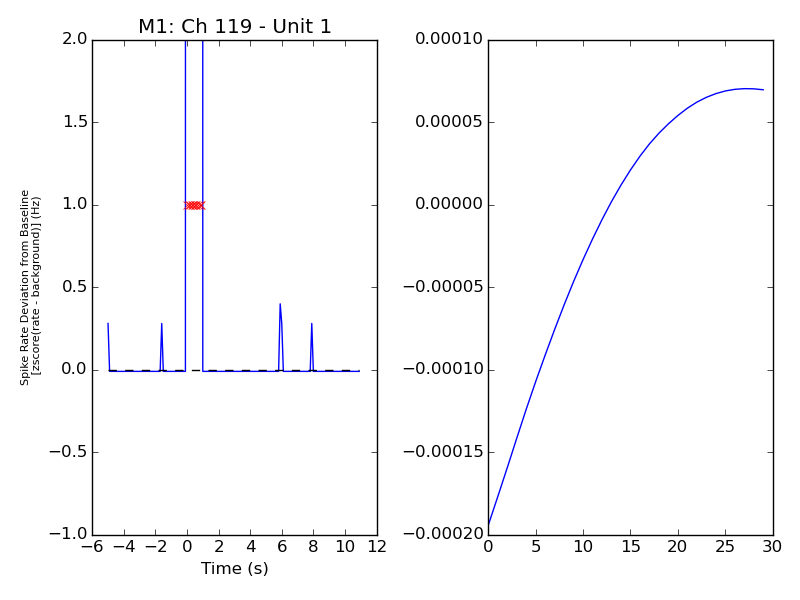 M1: Ch 119 - Unit 1
2.0
1.5
1.0
0.5
0.0
−0.5
−1.0
−6 −4 −2 0 2 4 6 8 10 12
Time (s)
Spike Rate Deviation from Baseline
[zscore(rate - background)] (Hz)
0.00010
0.00005
0.00000
−0.00005
−0.00010
−0.00015
−0.00020
0 5 10 15 20 25 30